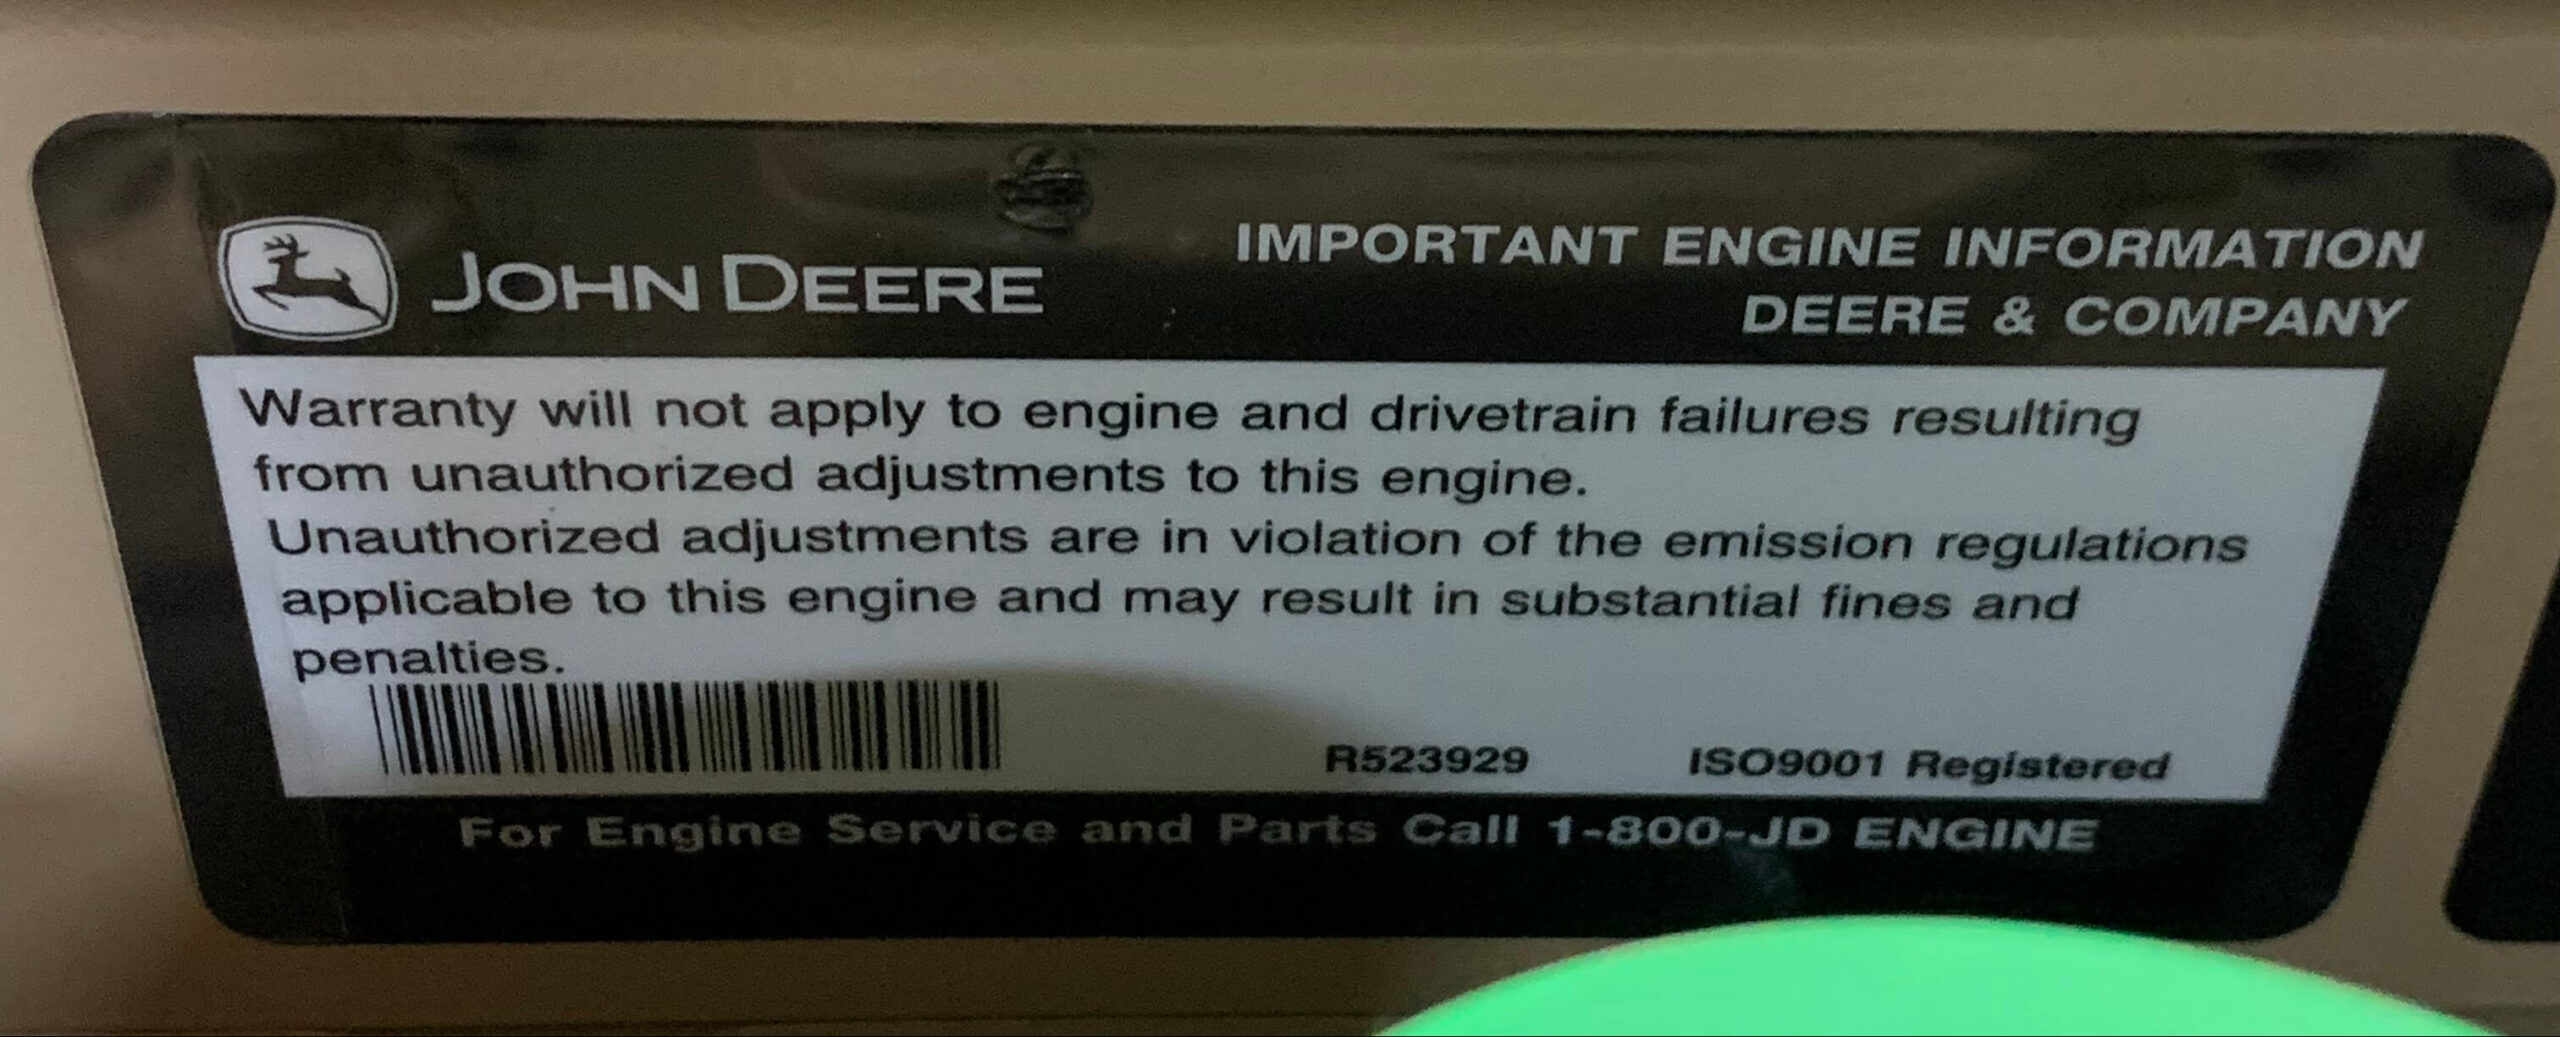 JOHN DEERE
IMPORTANT ENGINE INFORMATION
DEERE & COMPANY
Warranty will not apply to engine and drivetrain failures resulting
from unauthorized adjustments to this engine.
Unauthorized adjustments are in violation of the emission regulations
applicable to this engine and may result in substantial fines and
penalties.
R523929 ISO9001 Registered
For Engine Service and Parts Call 1-800-JD ENGINE